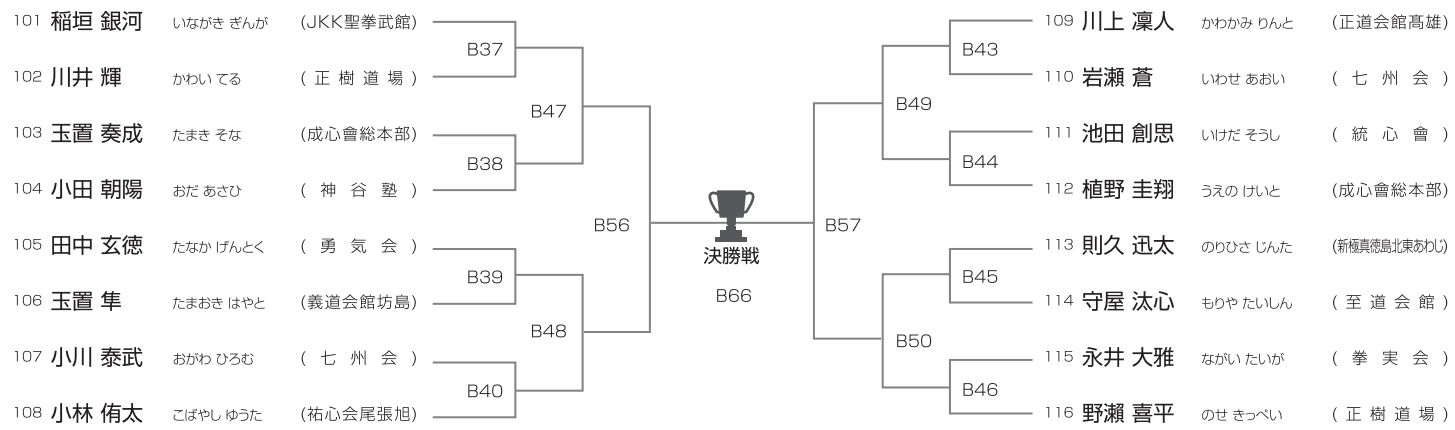 101 稲垣 銀河 いながき ぎんが (JKK聖拳武館)
B37
102 川井 輝 かわい てる (正樹道場)
B47
103 玉置 奏成 たまき そな (成心會総本部)
B38
104 小田 朝陽 おだ あさひ (神谷塾)
B56
105 田中 玄徳 たなか げんとく (勇気会)
B39
106 玉置 隼 たまおき はやと (義道会館坊島)
B48
107 小川 泰武 おがわ ひろむ (七州会)
B40
108 小林 侑太 こばやし ゆうた (祐心会尾張旭)
決勝戦
B66
109 川上 凜人 かわかみ りんと (正道会館髙雄)
B43
110 岩瀬 蒼 いわせ あおい (七州会)
B49
111 池田 創思 いけだ そうし (統心會)
B44
112 植野 圭翔 うえの けいと (成心會総本部)
B57
113 則久 迅太 のりひさ じんた (新極真徳島北東あわじ)
B45
114 守屋 汰心 もりや たいしん (至道会館)
B50
115 永井 大雅 ながい たいが (拳実会)
B46
116 野瀬 喜平 のせ きっぺい (正樹道場)